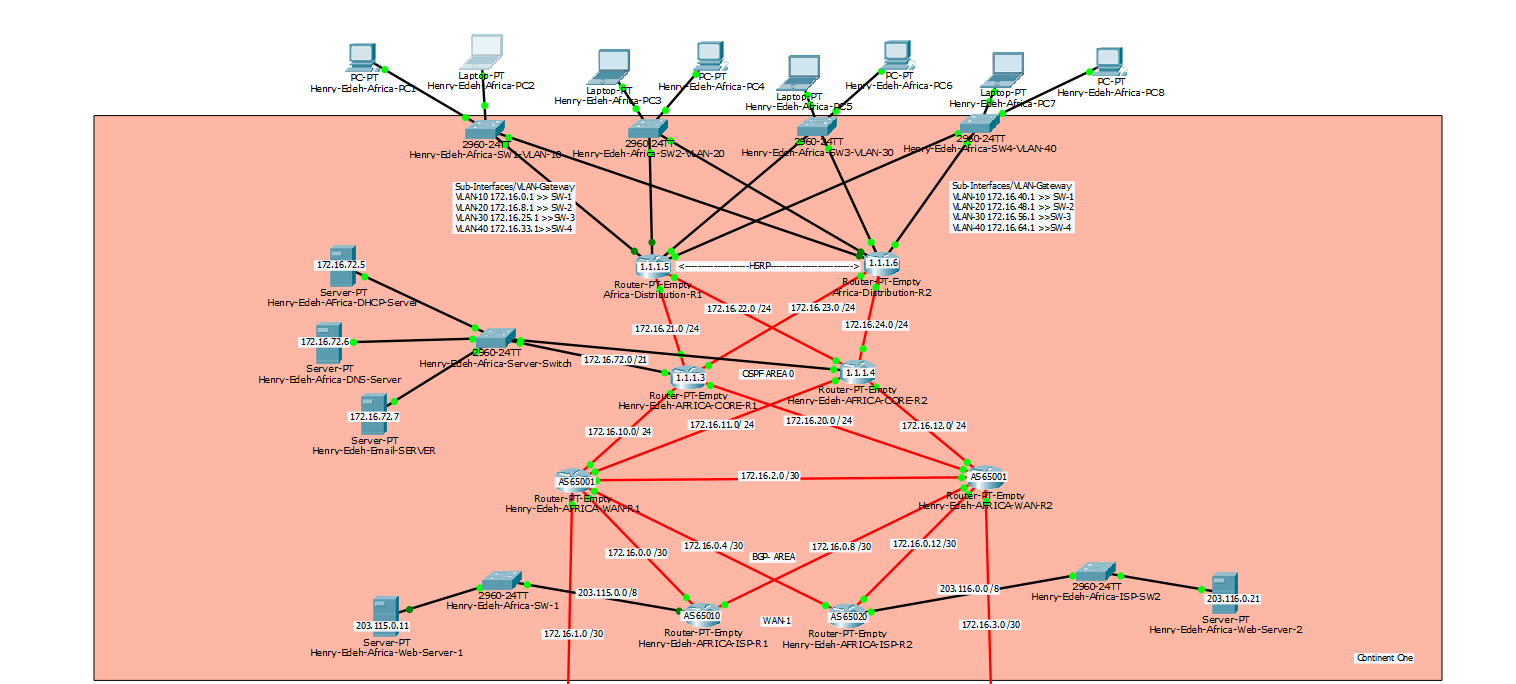 PC-PT
Henry-Edeh-Africa-PC1
Laptop-PT
Henry-Edeh-Africa-PC2
Laptop-PT
Henry-Edeh-Africa-PC3
PC-PT
Henry-Edeh-Africa-PC4
Laptop-PT
Henry-Edeh-Africa-PC5
PC-PT
Henry-Edeh-Africa-PC6
Laptop-PT
Henry-Edeh-Africa-PC7
PC-PT
Henry-Edeh-Africa-PC8
2960-24TT
Henry-Edeh-Africa-SW1-VLAN-10
2960-24TT
Henry-Edeh-Africa-SW2-VLAN-20
2960-24TT
Henry-Edeh-Africa-SW3-VLAN-30
2960-24TT
Henry-Edeh-Africa-SW4-VLAN-40
Sub-Interfaces/VLAN-Gateway
VLAN-10 172.16.0.1 >> SW-1
VLAN-20 172.16.8.1 >> SW-2
VLAN-30 172.16.25.1 >>SW-3
VLAN-40 172.16.33.1>>SW-4
Sub-Interfaces/VLAN-Gateway
VLAN-10 172.16.40.1 >> SW-1
VLAN-20 172.16.48.1 >> SW-2
VLAN-30 172.16.56.1 >>SW-3
VLAN-40 172.16.64.1 >>SW-4
172.16.72.5
Server-PT
Henry-Edeh-Africa-DHCP-Server
1.1.1.5
Router-PT-Empty
Africa-Distribution-R1
<-------------------HSRP------------------------->
1.1.1.6
Router-PT-Empty
Africa-Distribution-R2
172.16.22.0 /24
172.16.23.0 /24
172.16.21.0 /24
172.16.24.0 /24
172.16.72.6
Server-PT
Henry-Edeh-Africa-DNS-Server
2960-24TT
Henry-Edeh-Africa-Server-Switch
172.16.72.0 /21
1.1.1.3
Router-PT-Empty
Henry-Edeh-AFRICA-CORE-R1
OSPF AREA 0
1.1.1.4
Router-PT-Empty
Henry-Edeh-AFRICA-CORE-R2
172.16.72.7
Server-PT
Henry-Edeh-Email-SERVER
172.16.10.0/ 24
172.16.11.0/ 24
172.16.20.0 / 24
172.16.12.0/ 24
AS65001
Router-PT-Empty
Henry-Edeh-AFRICA-WAN-R1
172.16.2.0 /30
AS65001
Router-PT-Empty
Henry-Edeh-AFRICA-WAN-R2
172.16.0.0 /30
172.16.0.4 /30
BGP- AREA
172.16.0.8 /30
172.16.0.12 /30
2960-24TT
Henry-Edeh-Africa-SW-1
203.115.0.0 /8
203.116.0.0 /8
2960-24TT
Henry-Edeh-Africa-ISP-SW2
203.115.0.11
Server-PT
Henry-Edeh-Africa-Web-Server-1
172.16.1.0 /30
AS65010
Router-PT-Empty
Henry-Edeh-AFRICA-ISP-R1
WAN-1
AS65020
Router-PT-Empty
Henry-Edeh-AFRICA-ISP-R2
172.16.3.0 /30
203.116.0.21
Server-PT
Henry-Edeh-Africa-Web-Server-2
Continent One